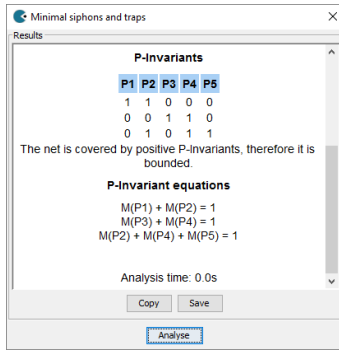 Minimal siphons and traps
Results
P-Invariants
P1 P2 P3 P4 P5
1 1 0 0 0
0 0 1 1 0
0 1 0 1 1
The net is covered by positive P-Invariants, therefore it is
bounded.
P-Invariant equations
M(P1) + M(P2) = 1
M(P3) + M(P4) = 1
M(P2) + M(P4) + M(P5) = 1
Analysis time: 0.0s
Copy Save
Analyse